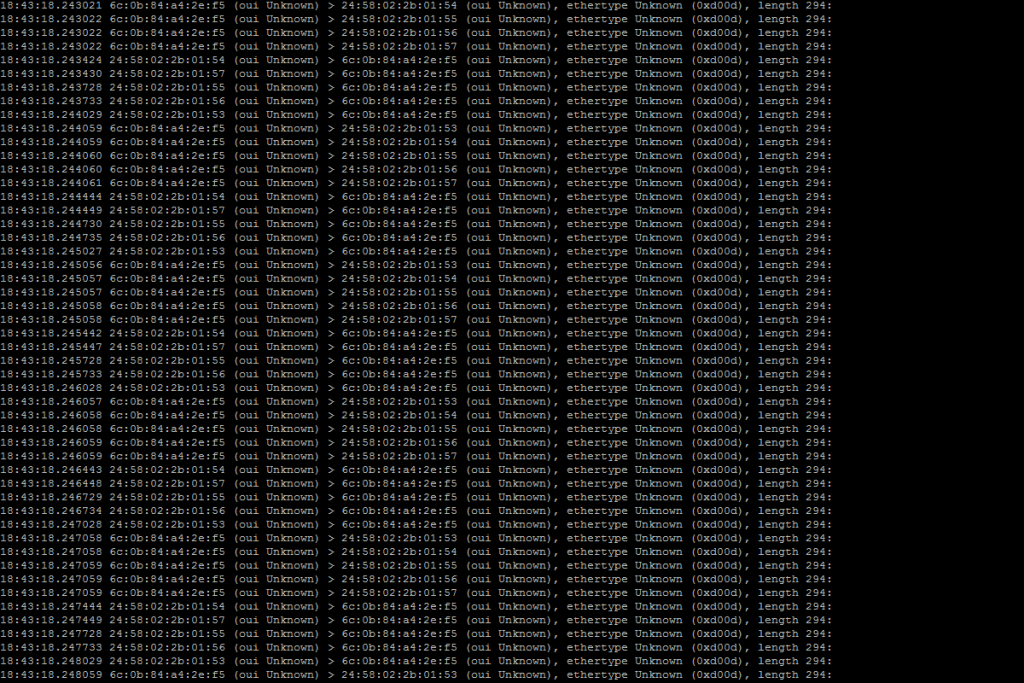 18:43:18.243021 6c:0b:84:a4:2e:f5 (oui Unknown) > 24:58:02:2b:01:54 (oui Unknown), ethertype Unknown (0xd00d), length 294:
18:43:18.243022 6c:0b:84:a4:2e:f5 (oui Unknown) > 24:58:02:2b:01:55 (oui Unknown), ethertype Unknown (0xd00d), length 294:
18:43:18.243022 6c:0b:84:a4:2e:f5 (oui Unknown) > 24:58:02:2b:01:56 (oui Unknown), ethertype Unknown (0xd00d), length 294:
18:43:18.243022 6c:0b:84:a4:2e:f5 (oui Unknown) > 24:58:02:2b:01:57 (oui Unknown), ethertype Unknown (0xd00d), length 294:
18:43:18.243424 24:58:02:2b:01:54 (oui Unknown) > 6c:0b:84:a4:2e:f5 (oui Unknown), ethertype Unknown (0xd00d), length 294:
18:43:18.243430 24:58:02:2b:01:57 (oui Unknown) > 6c:0b:84:a4:2e:f5 (oui Unknown), ethertype Unknown (0xd00d), length 294:
18:43:18.243728 24:58:02:2b:01:55 (oui Unknown) > 6c:0b:84:a4:2e:f5 (oui Unknown), ethertype Unknown (0xd00d), length 294:
18:43:18.243733 24:58:02:2b:01:56 (oui Unknown) > 6c:0b:84:a4:2e:f5 (oui Unknown), ethertype Unknown (0xd00d), length 294:
18:43:18.244029 24:58:02:2b:01:53 (oui Unknown) > 6c:0b:84:a4:2e:f5 (oui Unknown), ethertype Unknown (0xd00d), length 294:
18:43:18.244059 6c:0b:84:a4:2e:f5 (oui Unknown) > 24:58:02:2b:01:53 (oui Unknown), ethertype Unknown (0xd00d), length 294:
18:43:18.244059 6c:0b:84:a4:2e:f5 (oui Unknown) > 24:58:02:2b:01:54 (oui Unknown), ethertype Unknown (0xd00d), length 294:
18:43:18.244060 6c:0b:84:a4:2e:f5 (oui Unknown) > 24:58:02:2b:01:55 (oui Unknown), ethertype Unknown (0xd00d), length 294:
18:43:18.244060 6c:0b:84:a4:2e:f5 (oui Unknown) > 24:58:02:2b:01:56 (oui Unknown), ethertype Unknown (0xd00d), length 294:
18:43:18.244061 6c:0b:84:a4:2e:f5 (oui Unknown) > 24:58:02:2b:01:57 (oui Unknown), ethertype Unknown (0xd00d), length 294:
18:43:18.244444 24:58:02:2b:01:54 (oui Unknown) > 6c:0b:84:a4:2e:f5 (oui Unknown), ethertype Unknown (0xd00d), length 294:
18:43:18.244449 24:58:02:2b:01:57 (oui Unknown) > 6c:0b:84:a4:2e:f5 (oui Unknown), ethertype Unknown (0xd00d), length 294:
18:43:18.244730 24:58:02:2b:01:55 (oui Unknown) > 6c:0b:84:a4:2e:f5 (oui Unknown), ethertype Unknown (0xd00d), length 294:
18:43:18.244735 24:58:02:2b:01:56 (oui Unknown) > 6c:0b:84:a4:2e:f5 (oui Unknown), ethertype Unknown (0xd00d), length 294:
18:43:18.245027 24:58:02:2b:01:53 (oui Unknown) > 6c:0b:84:a4:2e:f5 (oui Unknown), ethertype Unknown (0xd00d), length 294:
18:43:18.245056 6c:0b:84:a4:2e:f5 (oui Unknown) > 24:58:02:2b:01:53 (oui Unknown), ethertype Unknown (0xd00d), length 294:
18:43:18.245057 6c:0b:84:a4:2e:f5 (oui Unknown) > 24:58:02:2b:01:54 (oui Unknown), ethertype Unknown (0xd00d), length 294:
18:43:18.245057 6c:0b:84:a4:2e:f5 (oui Unknown) > 24:58:02:2b:01:55 (oui Unknown), ethertype Unknown (0xd00d), length 294:
18:43:18.245058 6c:0b:84:a4:2e:f5 (oui Unknown) > 24:58:02:2b:01:56 (oui Unknown), ethertype Unknown (0xd00d), length 294:
18:43:18.245058 6c:0b:84:a4:2e:f5 (oui Unknown) > 24:58:02:2b:01:57 (oui Unknown), ethertype Unknown (0xd00d), length 294:
18:43:18.245442 24:58:02:2b:01:54 (oui Unknown) > 6c:0b:84:a4:2e:f5 (oui Unknown), ethertype Unknown (0xd00d), length 294:
18:43:18.245447 24:58:02:2b:01:57 (oui Unknown) > 6c:0b:84:a4:2e:f5 (oui Unknown), ethertype Unknown (0xd00d), length 294:
18:43:18.245728 24:58:02:2b:01:55 (oui Unknown) > 6c:0b:84:a4:2e:f5 (oui Unknown), ethertype Unknown (0xd00d), length 294:
18:43:18.245733 24:58:02:2b:01:56 (oui Unknown) > 6c:0b:84:a4:2e:f5 (oui Unknown), ethertype Unknown (0xd00d), length 294:
18:43:18.246028 24:58:02:2b:01:53 (oui Unknown) > 6c:0b:84:a4:2e:f5 (oui Unknown), ethertype Unknown (0xd00d), length 294:
18:43:18.246057 6c:0b:84:a4:2e:f5 (oui Unknown) > 24:58:02:2b:01:53 (oui Unknown), ethertype Unknown (0xd00d), length 294:
18:43:18.246058 6c:0b:84:a4:2e:f5 (oui Unknown) > 24:58:02:2b:01:54 (oui Unknown), ethertype Unknown (0xd00d), length 294:
18:43:18.246058 6c:0b:84:a4:2e:f5 (oui Unknown) > 24:58:02:2b:01:55 (oui Unknown), ethertype Unknown (0xd00d), length 294:
18:43:18.246059 6c:0b:84:a4:2e:f5 (oui Unknown) > 24:58:02:2b:01:56 (oui Unknown), ethertype Unknown (0xd00d), length 294:
18:43:18.246059 6c:0b:84:a4:2e:f5 (oui Unknown) > 24:58:02:2b:01:57 (oui Unknown), ethertype Unknown (0xd00d), length 294:
18:43:18.246443 24:58:02:2b:01:54 (oui Unknown) > 6c:0b:84:a4:2e:f5 (oui Unknown), ethertype Unknown (0xd00d), length 294:
18:43:18.246448 24:58:02:2b:01:57 (oui Unknown) > 6c:0b:84:a4:2e:f5 (oui Unknown), ethertype Unknown (0xd00d), length 294:
18:43:18.246729 24:58:02:2b:01:55 (oui Unknown) > 6c:0b:84:a4:2e:f5 (oui Unknown), ethertype Unknown (0xd00d), length 294:
18:43:18.246734 24:58:02:2b:01:56 (oui Unknown) > 6c:0b:84:a4:2e:f5 (oui Unknown), ethertype Unknown (0xd00d), length 294:
18:43:18.247028 24:58:02:2b:01:53 (oui Unknown) > 6c:0b:84:a4:2e:f5 (oui Unknown), ethertype Unknown (0xd00d), length 294:
18:43:18.247058 6c:0b:84:a4:2e:f5 (oui Unknown) > 24:58:02:2b:01:53 (oui Unknown), ethertype Unknown (0xd00d), length 294:
18:43:18.247058 6c:0b:84:a4:2e:f5 (oui Unknown) > 24:58:02:2b:01:54 (oui Unknown), ethertype Unknown (0xd00d), length 294:
18:43:18.247059 6c:0b:84:a4:2e:f5 (oui Unknown) > 24:58:02:2b:01:55 (oui Unknown), ethertype Unknown (0xd00d), length 294:
18:43:18.247059 6c:0b:84:a4:2e:f5 (oui Unknown) > 24:58:02:2b:01:56 (oui Unknown), ethertype Unknown (0xd00d), length 294:
18:43:18.247059 6c:0b:84:a4:2e:f5 (oui Unknown) > 24:58:02:2b:01:57 (oui Unknown), ethertype Unknown (0xd00d), length 294:
18:43:18.247444 24:58:02:2b:01:54 (oui Unknown) > 6c:0b:84:a4:2e:f5 (oui Unknown), ethertype Unknown (0xd00d), length 294:
18:43:18.247449 24:58:02:2b:01:57 (oui Unknown) > 6c:0b:84:a4:2e:f5 (oui Unknown), ethertype Unknown (0xd00d), length 294:
18:43:18.247728 24:58:02:2b:01:55 (oui Unknown) > 6c:0b:84:a4:2e:f5 (oui Unknown), ethertype Unknown (0xd00d), length 294:
18:43:18.247733 24:58:02:2b:01:56 (oui Unknown) > 6c:0b:84:a4:2e:f5 (oui Unknown), ethertype Unknown (0xd00d), length 294:
18:43:18.248029 24:58:02:2b:01:53 (oui Unknown) > 6c:0b:84:a4:2e:f5 (oui Unknown), ethertype Unknown (0xd00d), length 294:
18:43:18.248059 6c:0b:84:a4:2e:f5 (oui Unknown) > 24:58:02:2b:01:53 (oui Unknown), ethertype Unknown (0xd00d), length 294: